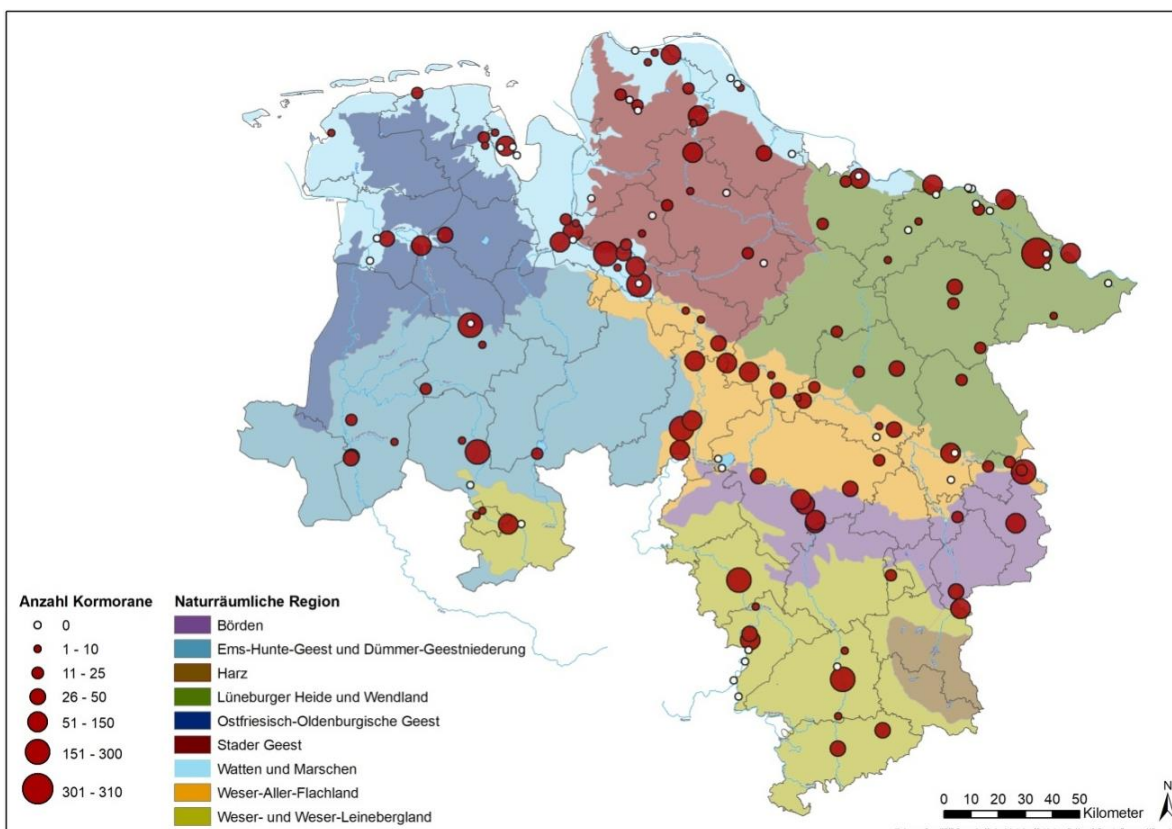 Anzahl Kormorane
0
1 - 10
11 - 25
26 - 50
51 - 150
151 - 300
301 - 310
Naturräumliche Region
Börden
Ems-Hunte-Geest und Dümmer-Geestniederung
Harz
Lüneburger Heide und Wendland
Ostfriesisch-Oldenburgische Geest
Stader Geest
Watten und Marschen
Weser-Aller-Flachland
Weser- und Weser-Leinebergland
0 10 20 30 40 50
Kilometer
N